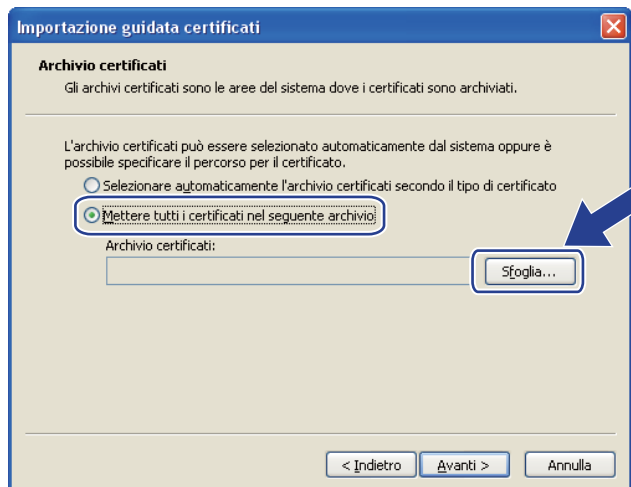 Importazione guidata certificati
Archivio certificati
Gli archivi certificati sono le aree del sistema dove i certificati sono archiviati.
L'archivio certificati può essere selezionato automaticamente dal sistema oppure è
possibile specificare il percorso per il certificato.
Selezionare automaticamente l'archivio certificati secondo il tipo di certificato
Mettere tutti i certificati nel seguente archivio
Archivio certificati:
Sfoglia...
< Indietro Avanti > Annulla